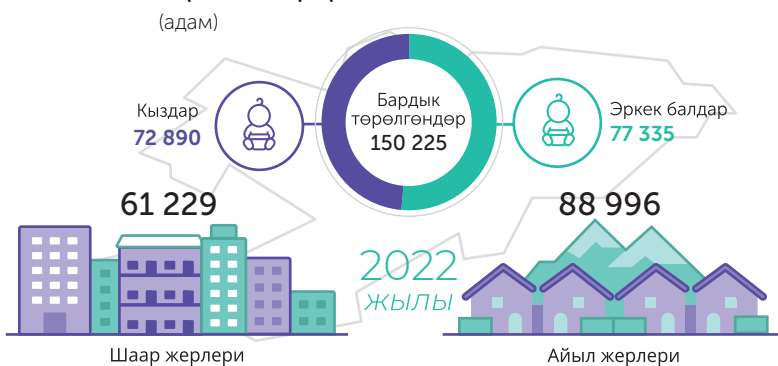 (адам)
Кыздар
72 890
Бардык
төрөлгөндөр
150 225
Эркек балдар
77 335
61 229
88 996
2022
жылы
Шаар жерлери
Айыл жерлери